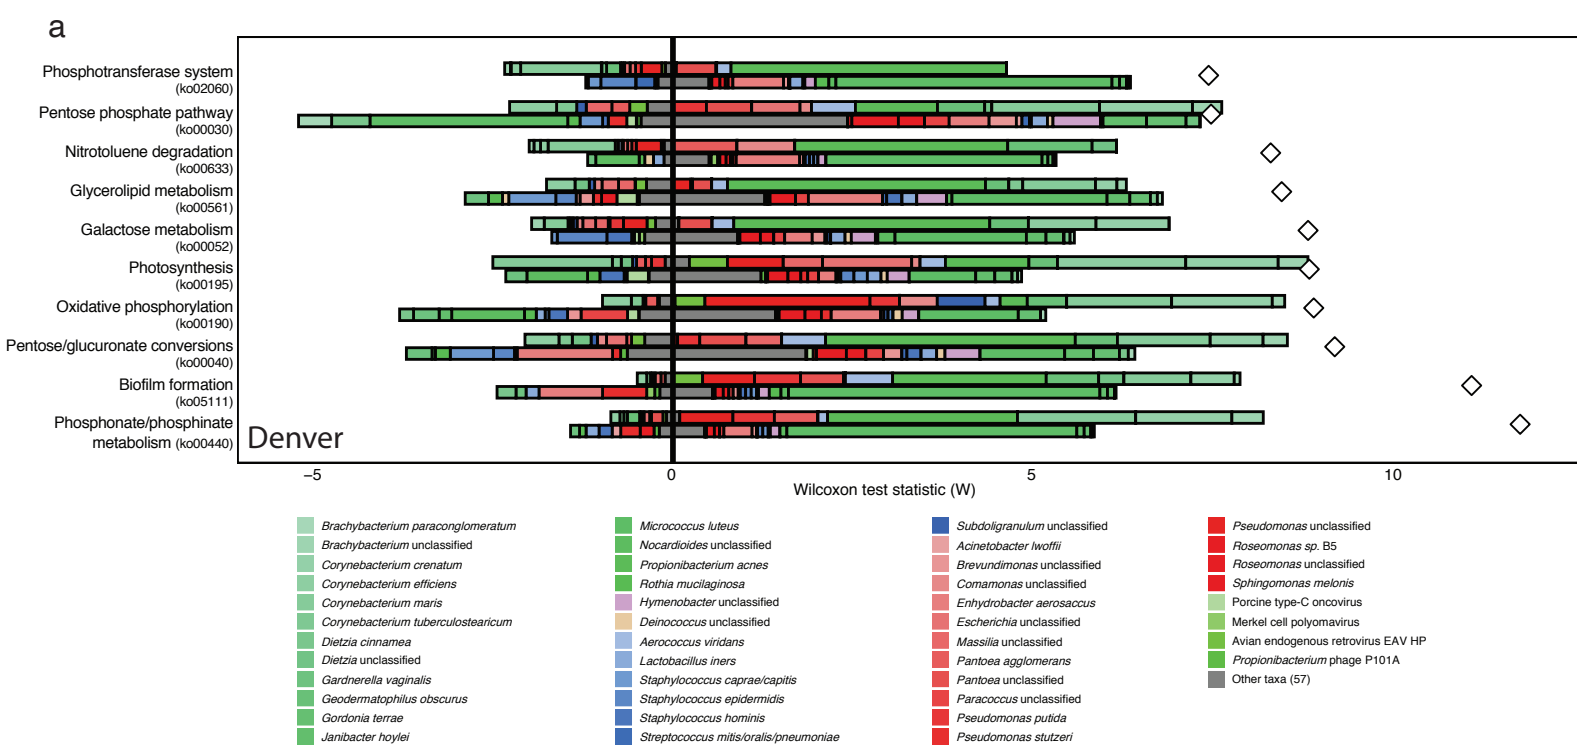 a
Phosphotransferase system
(ko02060)
Pentose phosphate pathway
(ko00030)
Nitrotoluene degradation
(ko00633)
Glycerolipid metabolism
(ko00561)
Galactose metabolism
(ko00052)
Photosynthesis
(ko00195)
Oxidative phosphorylation
(ko00190)
Pentose/glucuronate conversions
(ko00040)
Biofilm formation
(ko05111)
Phosphonate/phosphinate
metabolism (ko00440)
Denver
−5 0 5 10
Wilcoxon test statistic (W)
Brachybacterium paraconglomeratum
Brachybacterium unclassified
Corynebacterium crenatum
Corynebacterium efficiens
Corynebacterium maris
Corynebacterium tuberculostearicum
Dietzia cinnamea
Dietzia unclassified
Gardnerella vaginalis
Geodermatophilus obscurus
Gordonia terrae
Janibacter hoylei
Micrococcus luteus
Nocardioides unclassified
Propionibacterium acnes
Rothia mucilaginosa
Hymenobacter unclassified
Deinococcus unclassified
Aerococcus viridans
Lactobacillus iners
Staphylococcus caprae/capitis
Staphylococcus epidermidis
Staphylococcus hominis
Streptococcus mitis/oralis/pneumoniae
Subdoligranulum unclassified
Acinetobacter lwoffii
Brevundimonas unclassified
Comamonas unclassified
Enhydrobacter aerosaccus
Escherichia unclassified
Massilia unclassified
Pantoea agglomerans
Pantoea unclassified
Paracoccus unclassified
Pseudomonas putida
Pseudomonas stutzeri
Pseudomonas unclassified
Roseomonas sp. B5
Roseomonas unclassified
Sphingomonas melonis
Porcine type-C oncovirus
Merkel cell polyomavirus
Avian endogenous retrovirus EAV HP
Propionibacterium phage P101A
Other taxa (57)